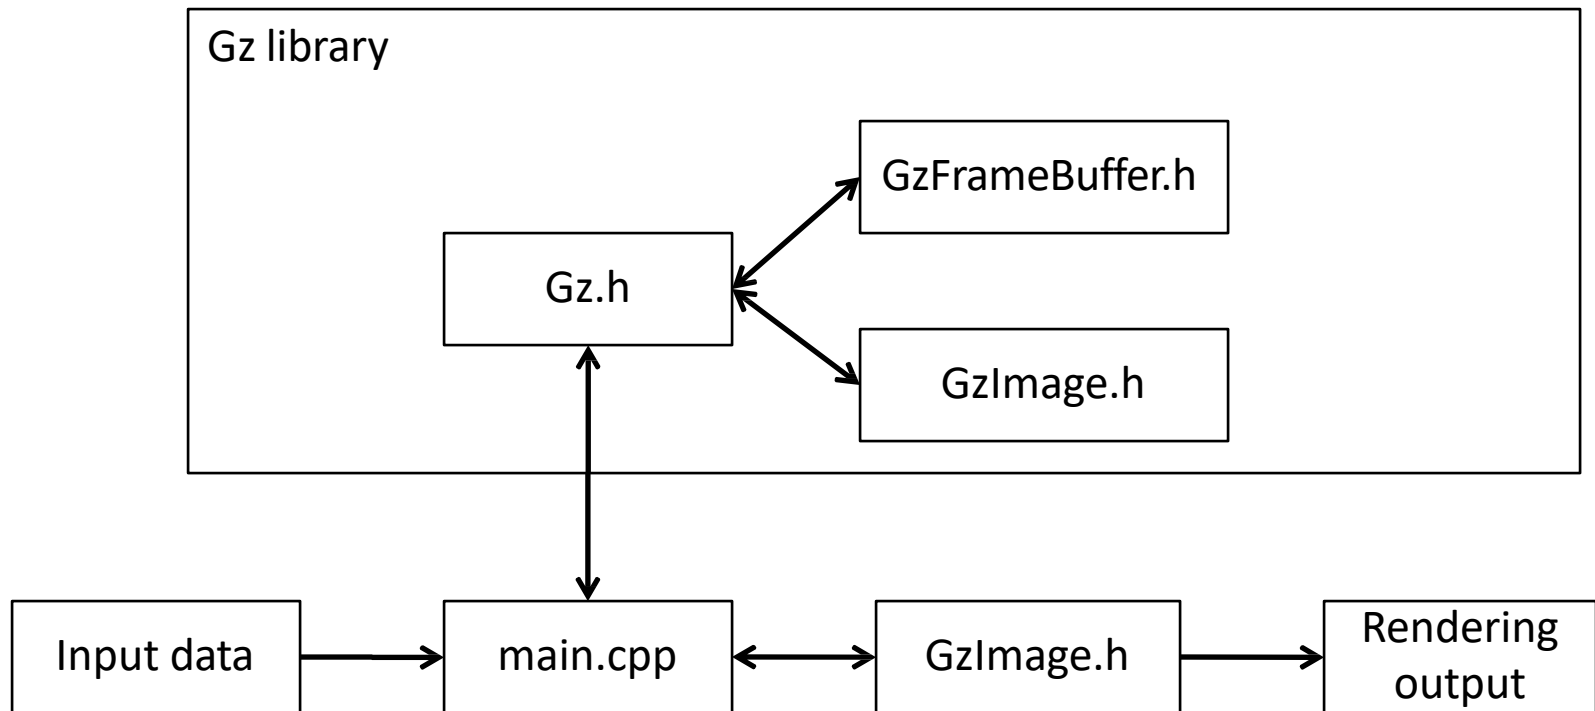 Gz library
GzFrameBuffer.h
Gz.h
GzImage.h
Input data
main.cpp
GzImage.h
Rendering
output